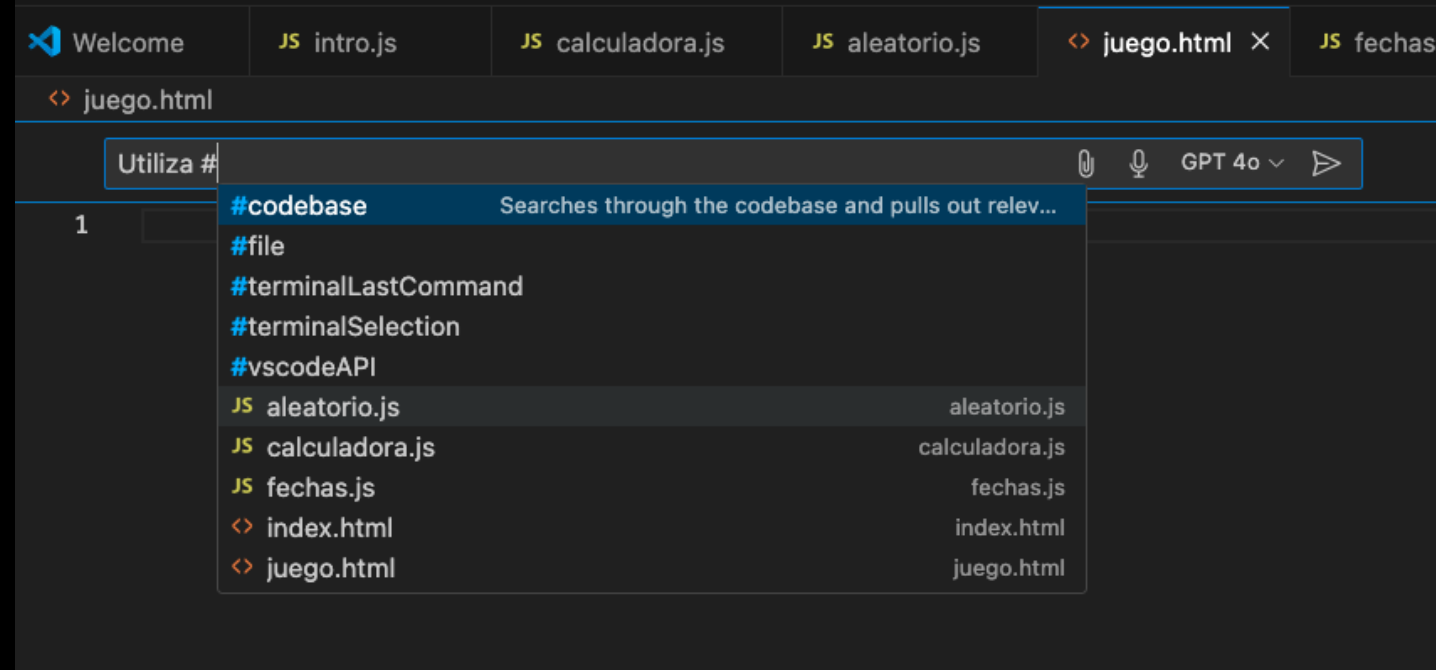 Welcome JS intro.js JS calculadora.js JS aleatorio.js <> juego.html × JS fechas
<> juego.html
Utiliza # GPT 4o
1
#codebase Searches through the codebase and pulls out relev...
#file
#terminalLastCommand
#terminalSelection
#vscodeAPI
JS aleatorio.js aleatorio.js
JS calculadora.js calculadora.js
JS fechas.js fechas.js
<> index.html index.html
<> juego.html juego.html